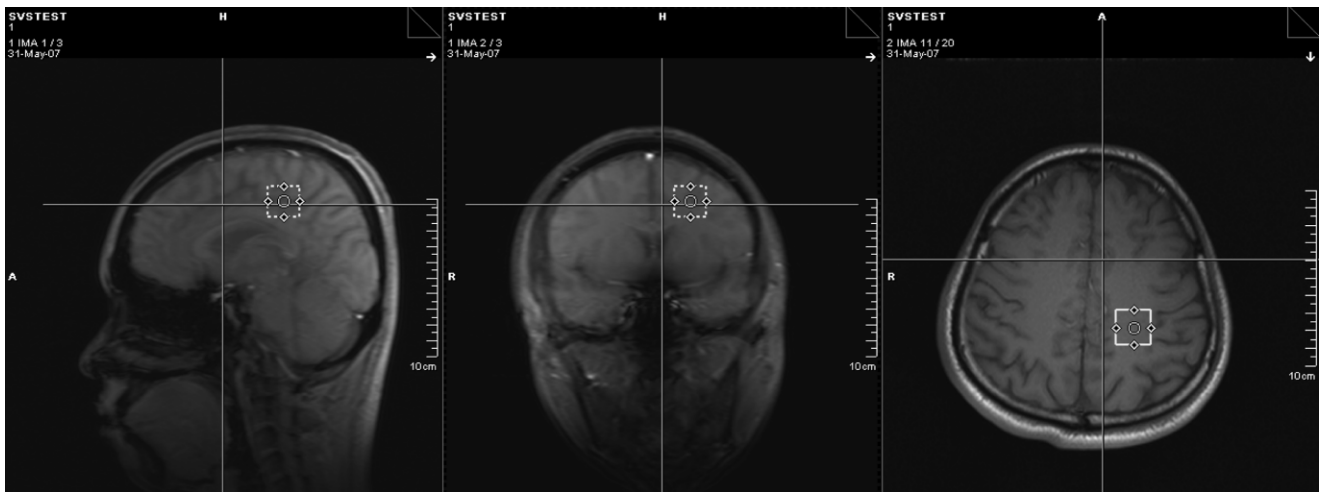 SVSTEST
1
1 IMA 1 / 3
31-May-07
H
A
10cm
SVSTEST
1
1 IMA 2 / 3
31-May-07
H
R
10cm
SVSTEST
1
2 IMA 11 / 20
31-May-07
A
R
10cm